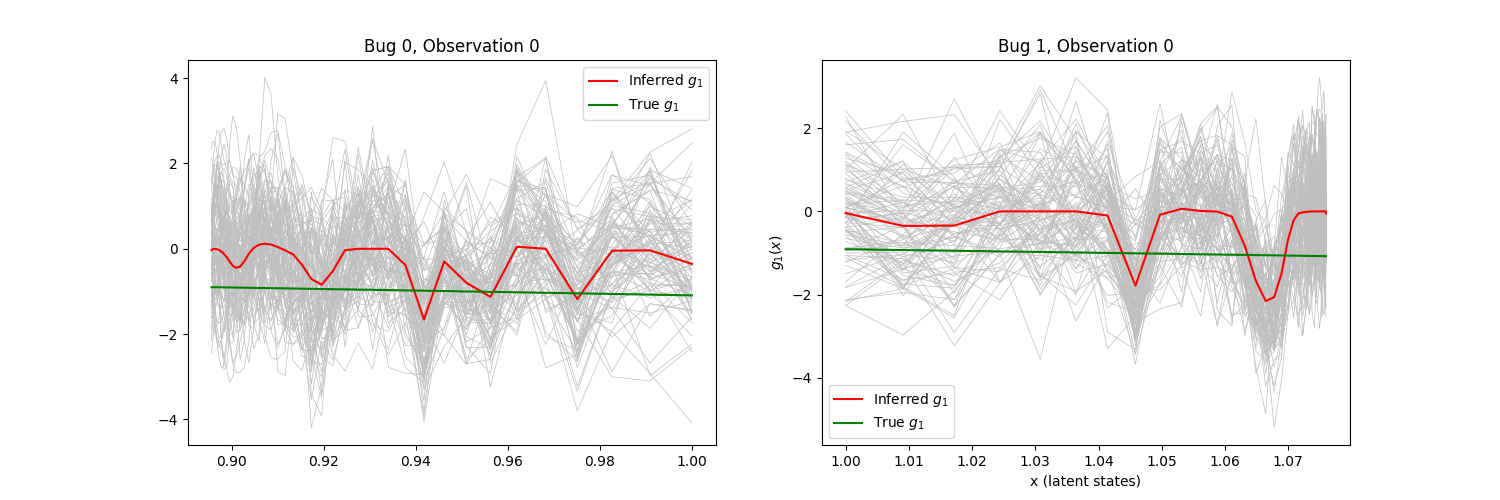 Bug 0, Observation 0
4
2
0
−2
−4
0.90 0.92 0.94 0.96 0.98 1.00
Inferred g₁
True g₁
Bug 1, Observation 0
g₁(x)
2
0
−2
−4
1.00 1.01 1.02 1.03 1.04 1.05 1.06 1.07
x (latent states)
Inferred g₁
True g₁